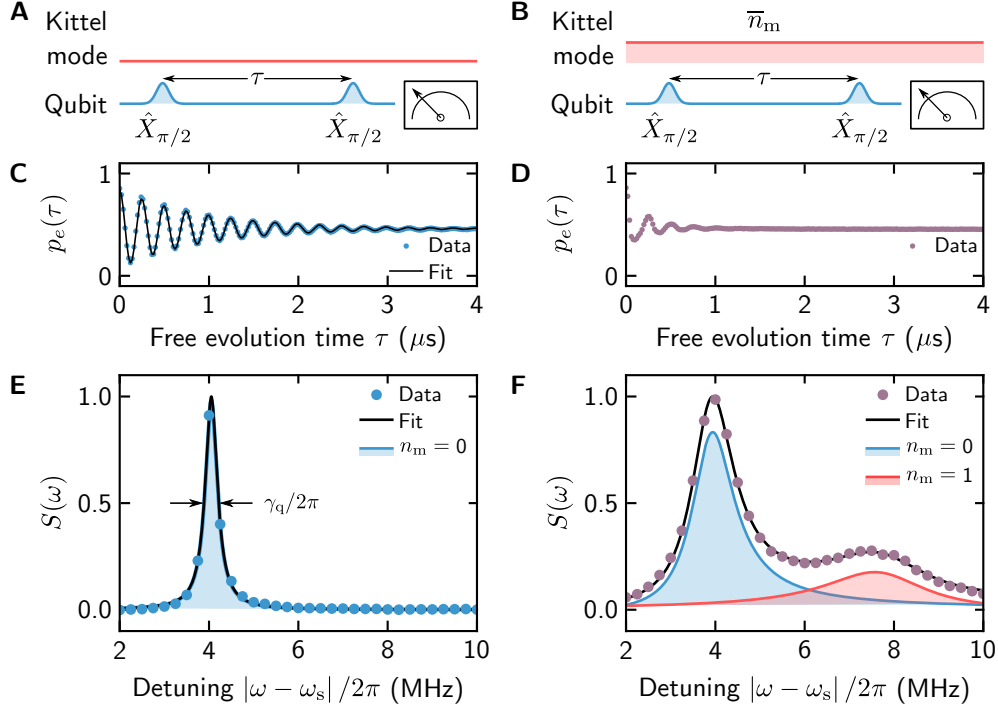 A
Kittel
mode
τ
Qubit
X̂π/2
X̂π/2
B
Kittel
n̅m
mode
τ
Qubit
X̂π/2
X̂π/2
C
1
0
pe(τ)
Data
Fit
0 1 2 3 4
Free evolution time τ (μs)
D
1
0
pe(τ)
Data
0 1 2 3 4
Free evolution time τ (μs)
E
1.0
0.5
0.0
S(ω)
Data
Fit
nm = 0
γq/2π
2 4 6 8 10
Detuning |ω − ωs| /2π (MHz)
F
1.0
0.5
0.0
S(ω)
Data
Fit
nm = 0
nm = 1
2 4 6 8 10
Detuning |ω − ωs| /2π (MHz)